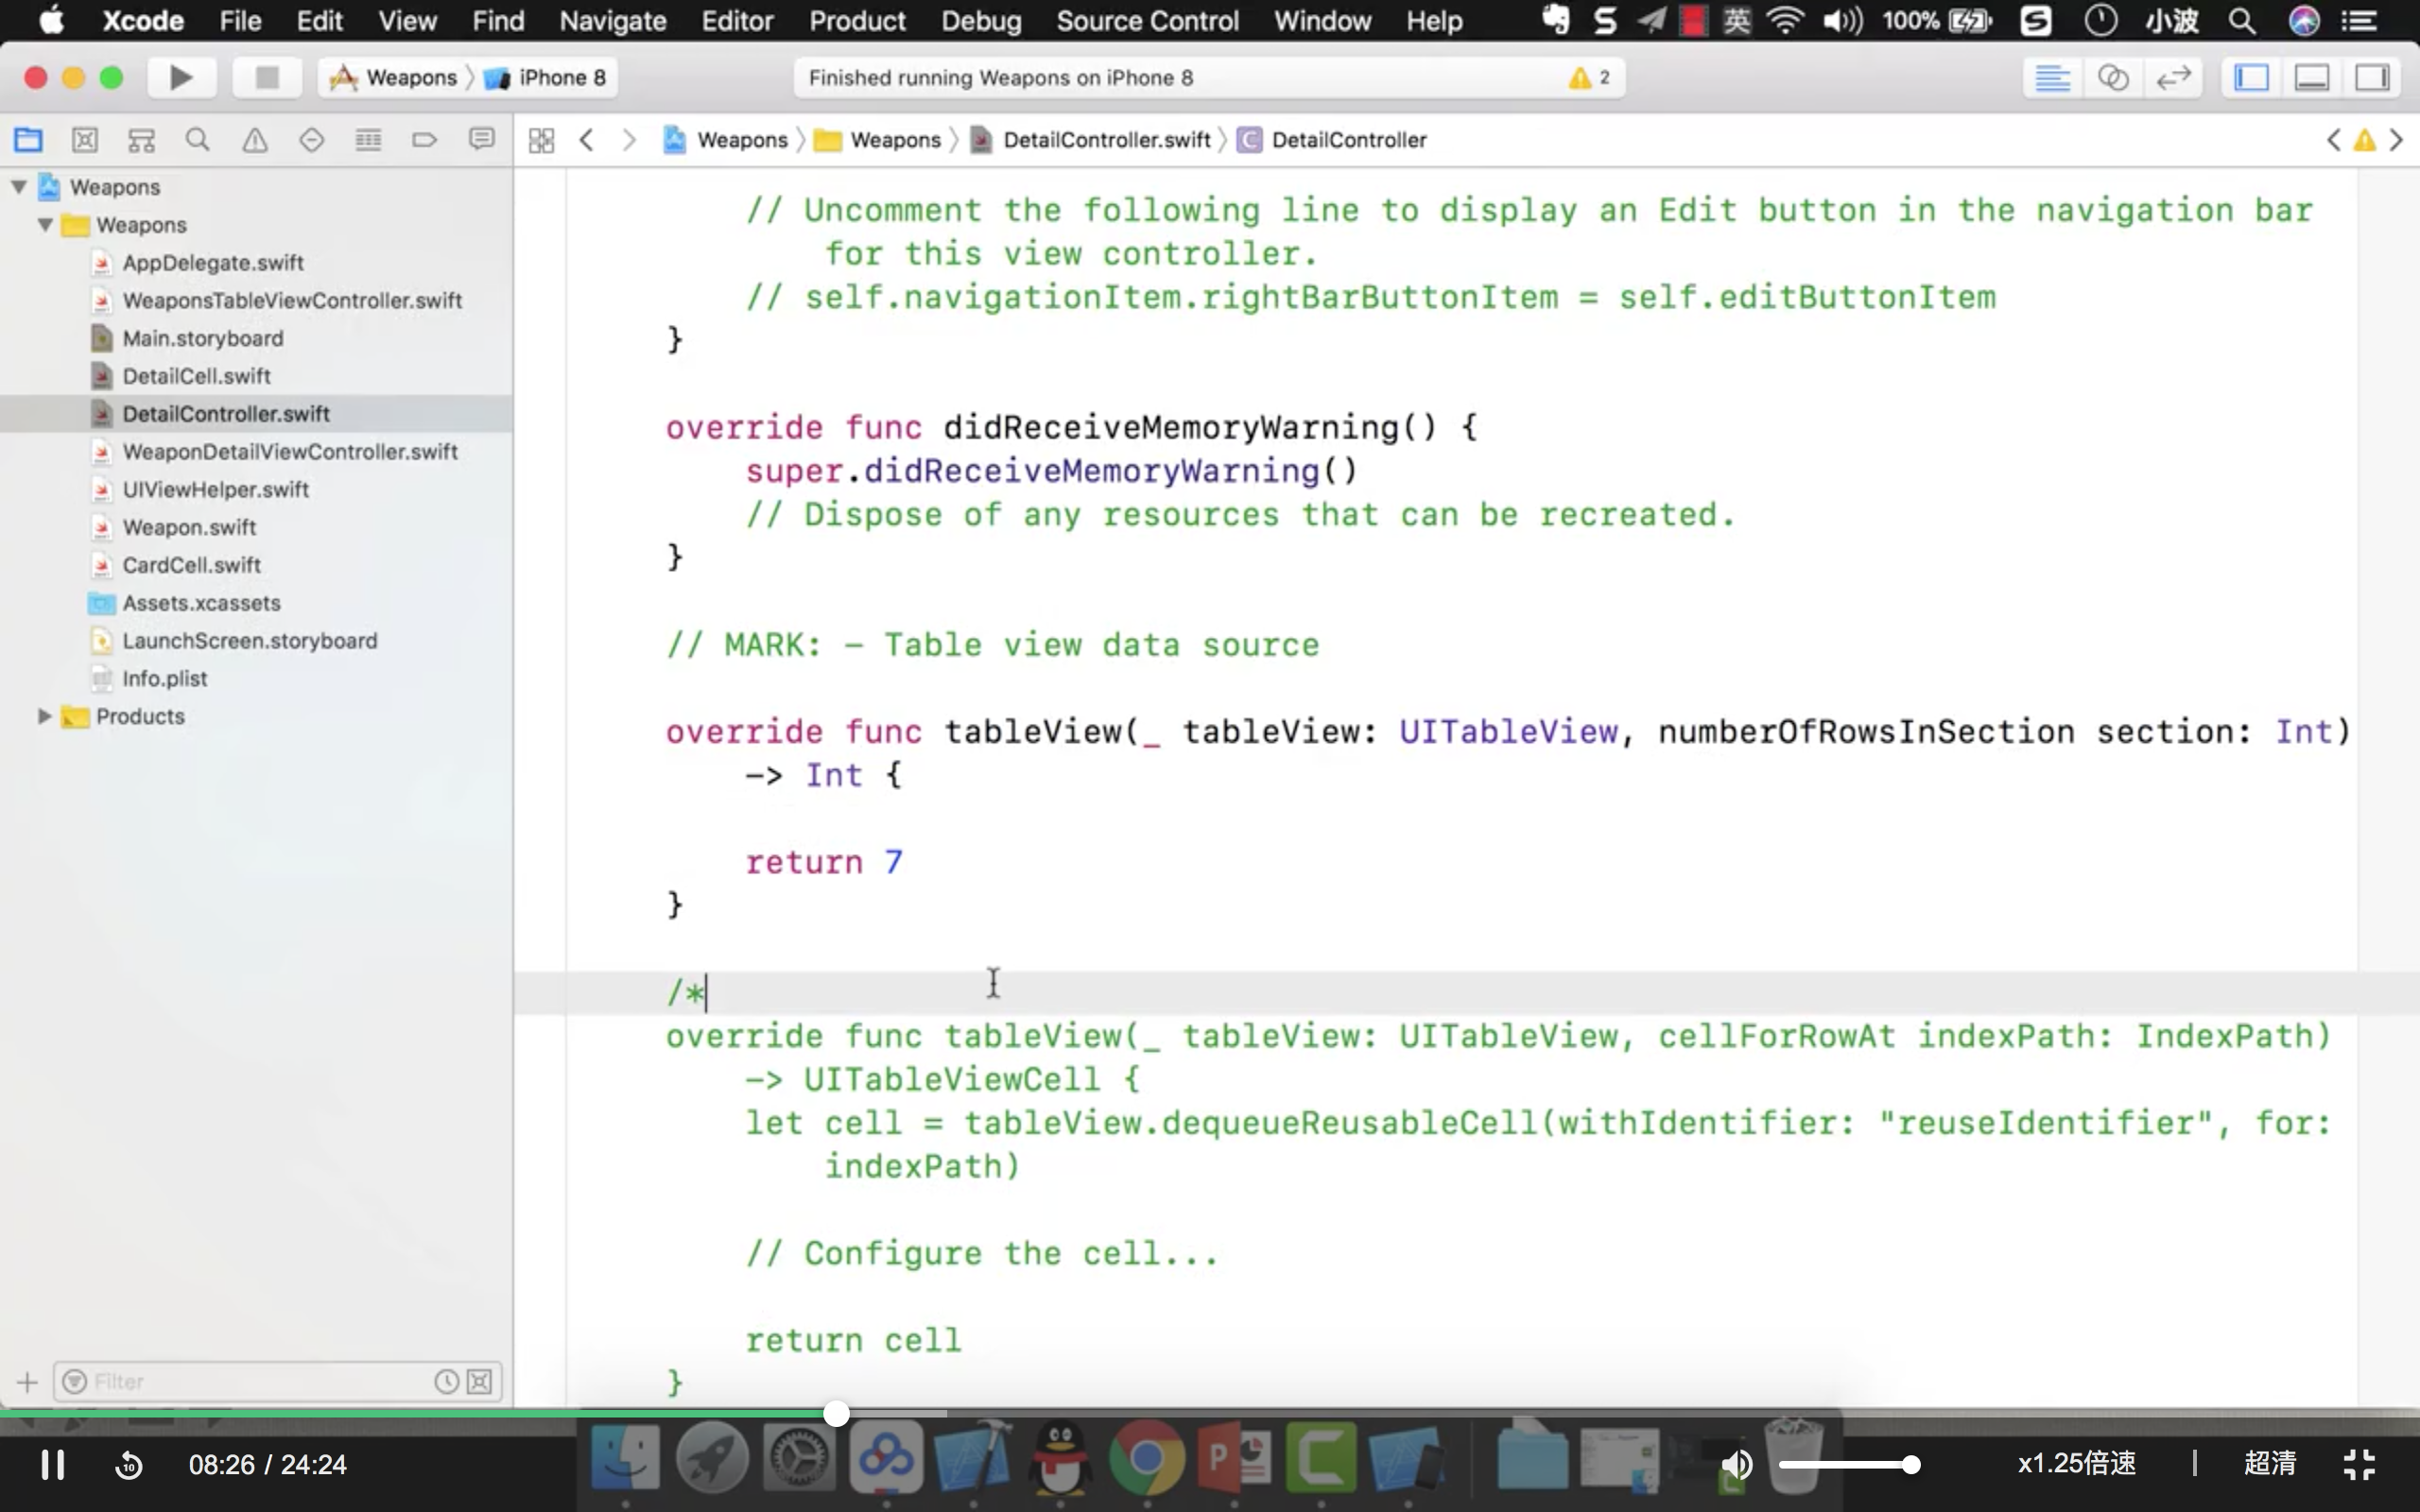 Xcode File Edit View Find Navigate Editor Product Debug Source Control Window Help 英 100% 小波
Weapons iPhone 8
Finished running Weapons on iPhone 8
2
Weapons Weapons DetailController.swift C DetailController
Weapons
Weapons
AppDelegate.swift
WeaponsTableViewController.swift
Main.storyboard
DetailCell.swift
DetailController.swift
WeaponDetailViewController.swift
UIViewHelper.swift
Weapon.swift
CardCell.swift
Assets.xcassets
LaunchScreen.storyboard
Info.plist
Products
Filter
// Uncomment the following line to display an Edit button in the navigation bar
for this view controller.
// self.navigationItem.rightBarButtonItem = self.editButtonItem
}
override func didReceiveMemoryWarning() {
super.didReceiveMemoryWarning()
// Dispose of any resources that can be recreated.
}
// MARK: - Table view data source
override func tableView(_ tableView: UITableView, numberOfRowsInSection section: Int)
-> Int {
return 7
}
/*
override func tableView(_ tableView: UITableView, cellForRowAt indexPath: IndexPath)
-> UITableViewCell {
let cell = tableView.dequeueReusableCell(withIdentifier: "reuseIdentifier", for:
indexPath)
// Configure the cell...
return cell
}
10
08:26 / 24:24
P
x1.25倍速 | 超清